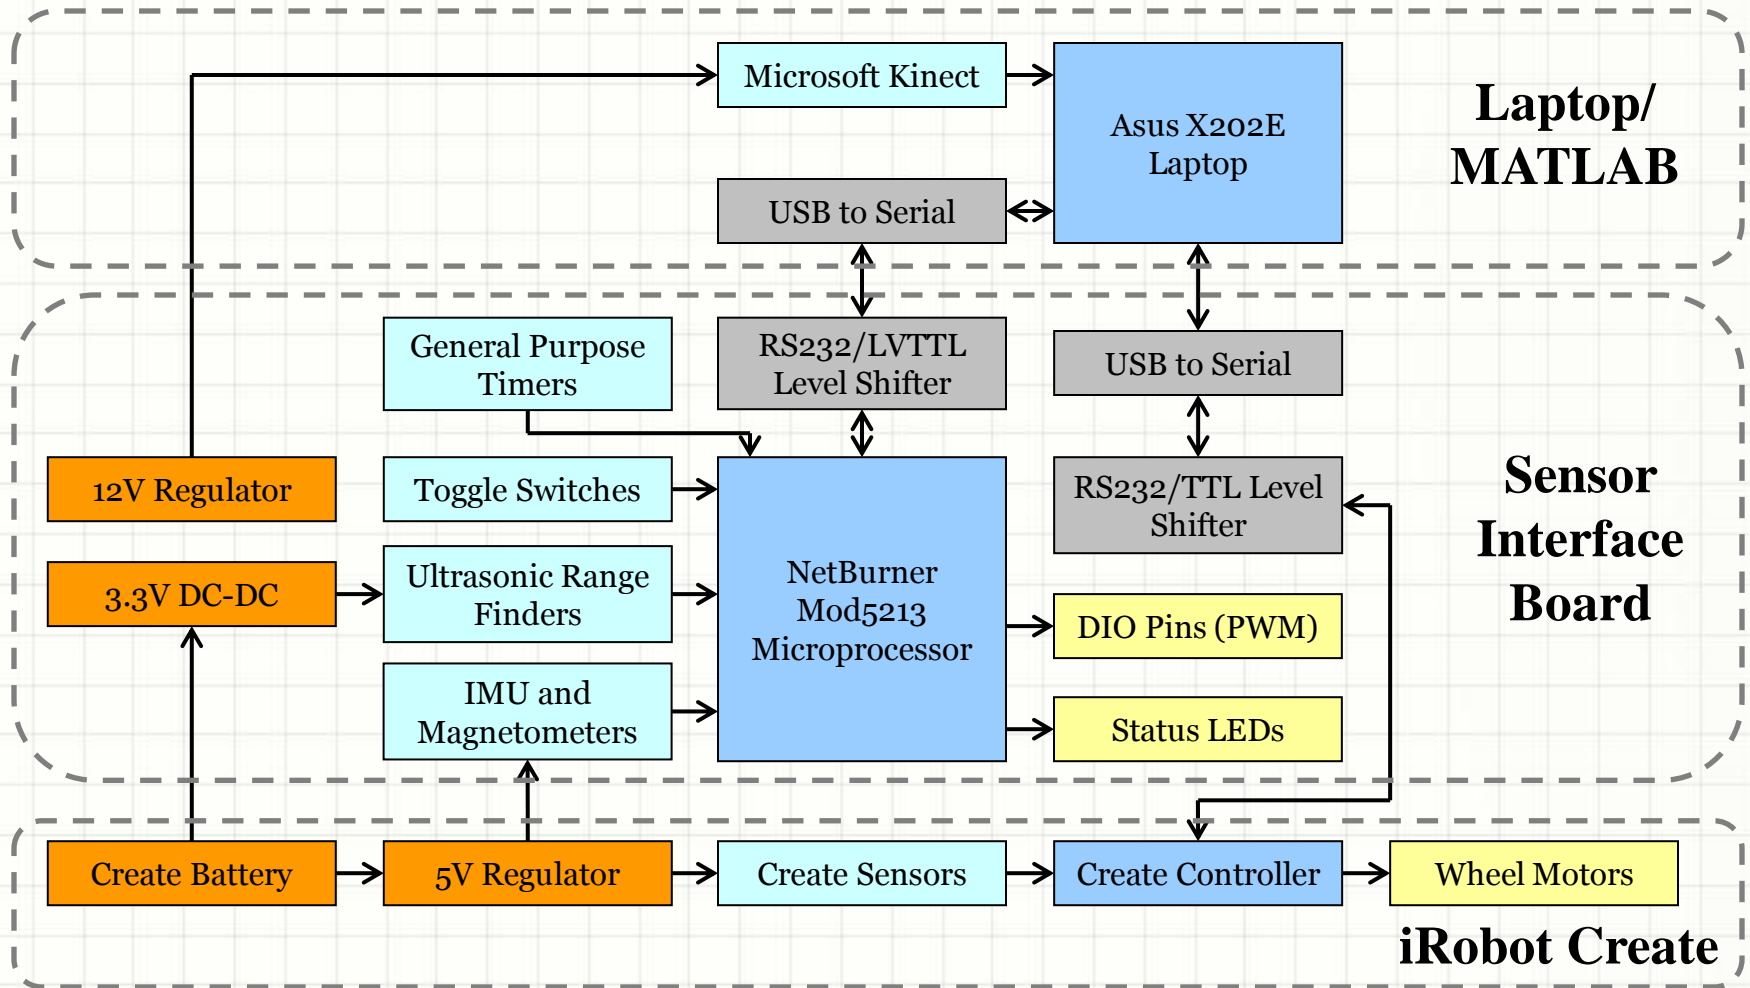 Microsoft Kinect
Asus X202E
Laptop
Laptop/
MATLAB
USB to Serial
General Purpose
Timers
RS232/LVTTL
Level Shifter
USB to Serial
12V Regulator
Toggle Switches
RS232/TTL Level
Shifter
Sensor
Interface
Board
3.3V DC-DC
Ultrasonic Range
Finders
NetBurner
Mod5213
Microprocessor
DIO Pins (PWM)
IMU and
Magnetometers
Status LEDs
Create Battery
5V Regulator
Create Sensors
Create Controller
Wheel Motors
iRobot Create